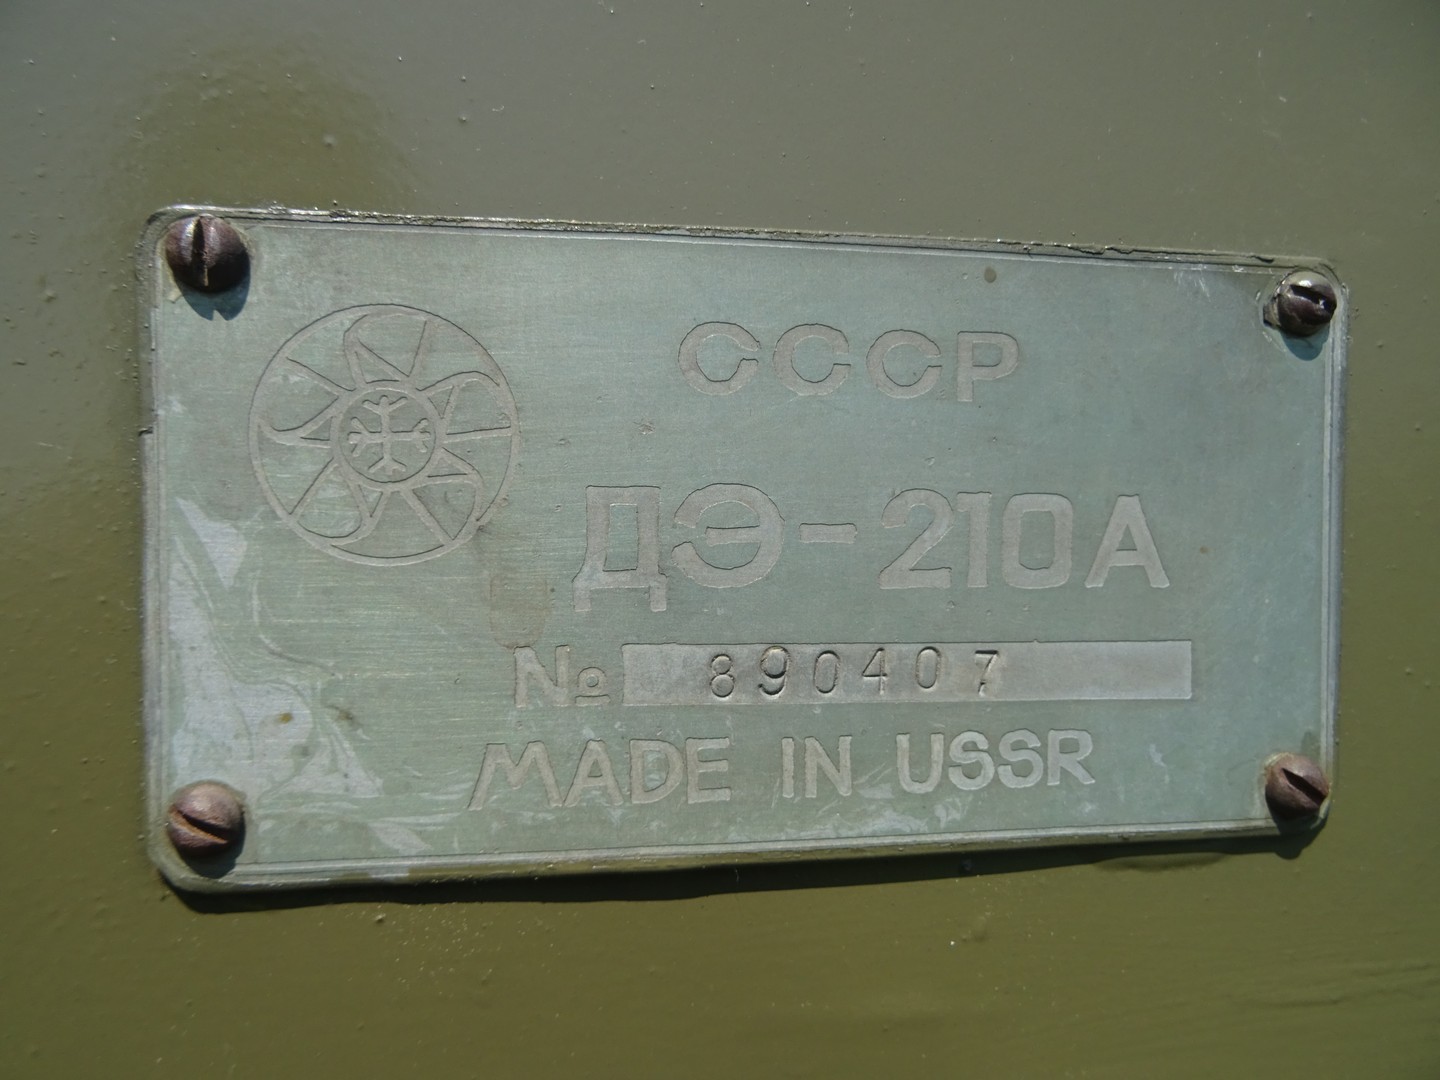 СССР
ДЭ-210А
№ 890407
MADE IN USSR